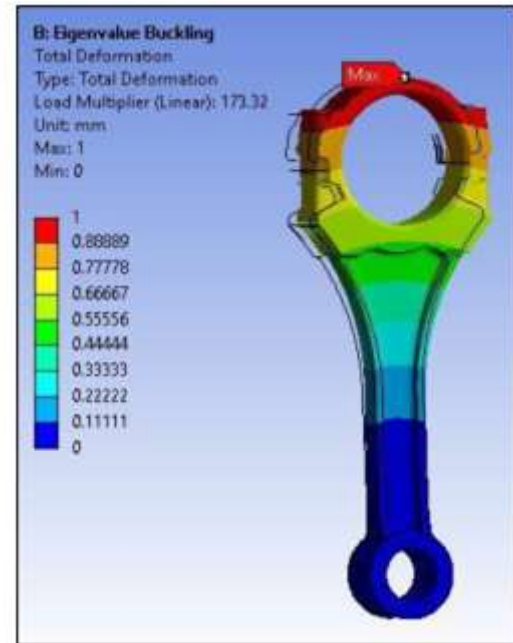 B: Eigenvalue Buckling
Total Deformation
Type: Total Deformation
Load Multiplier (Linear): 173.32
Unit: mm
Max: 1
Min: 0
Max
1
0.88889
0.77778
0.66667
0.55556
0.44444
0.33333
0.22222
0.11111
0